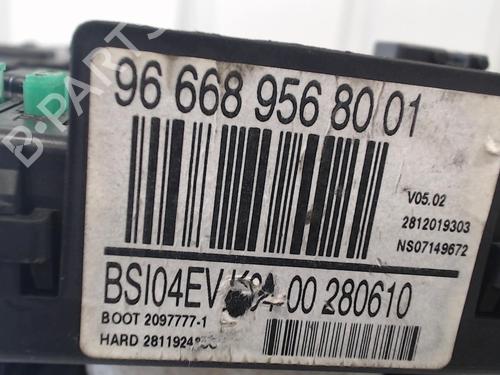 B-PARTS
96 668 956 80 01
V05.02
2812019303
NS07149672
BSI04EV 00 280610
BOOT 2097777-1
HARD